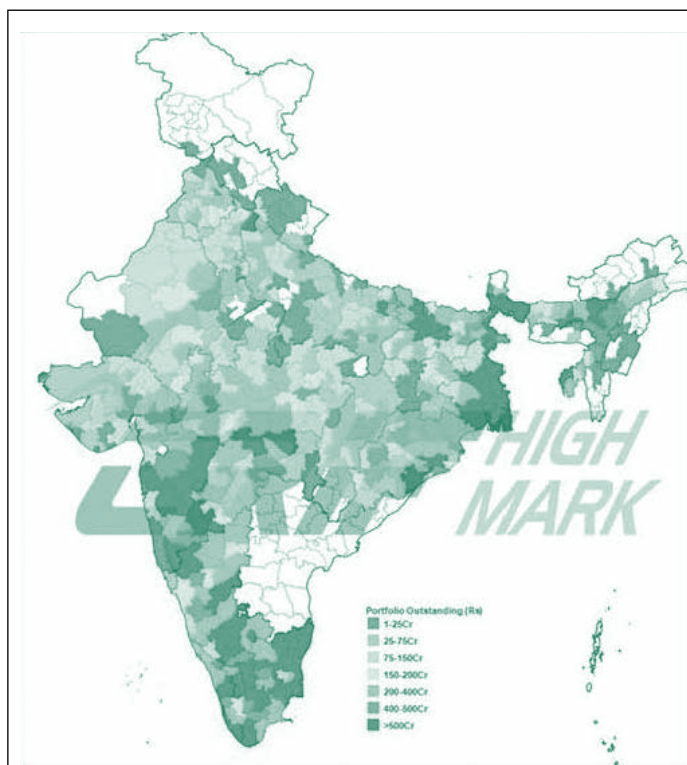 HIGH
MARK
Portfolio Outstanding (Rs)
1-25Cr
25-75Cr
75-150Cr
150-200Cr
200-400Cr
400-500Cr
>500Cr